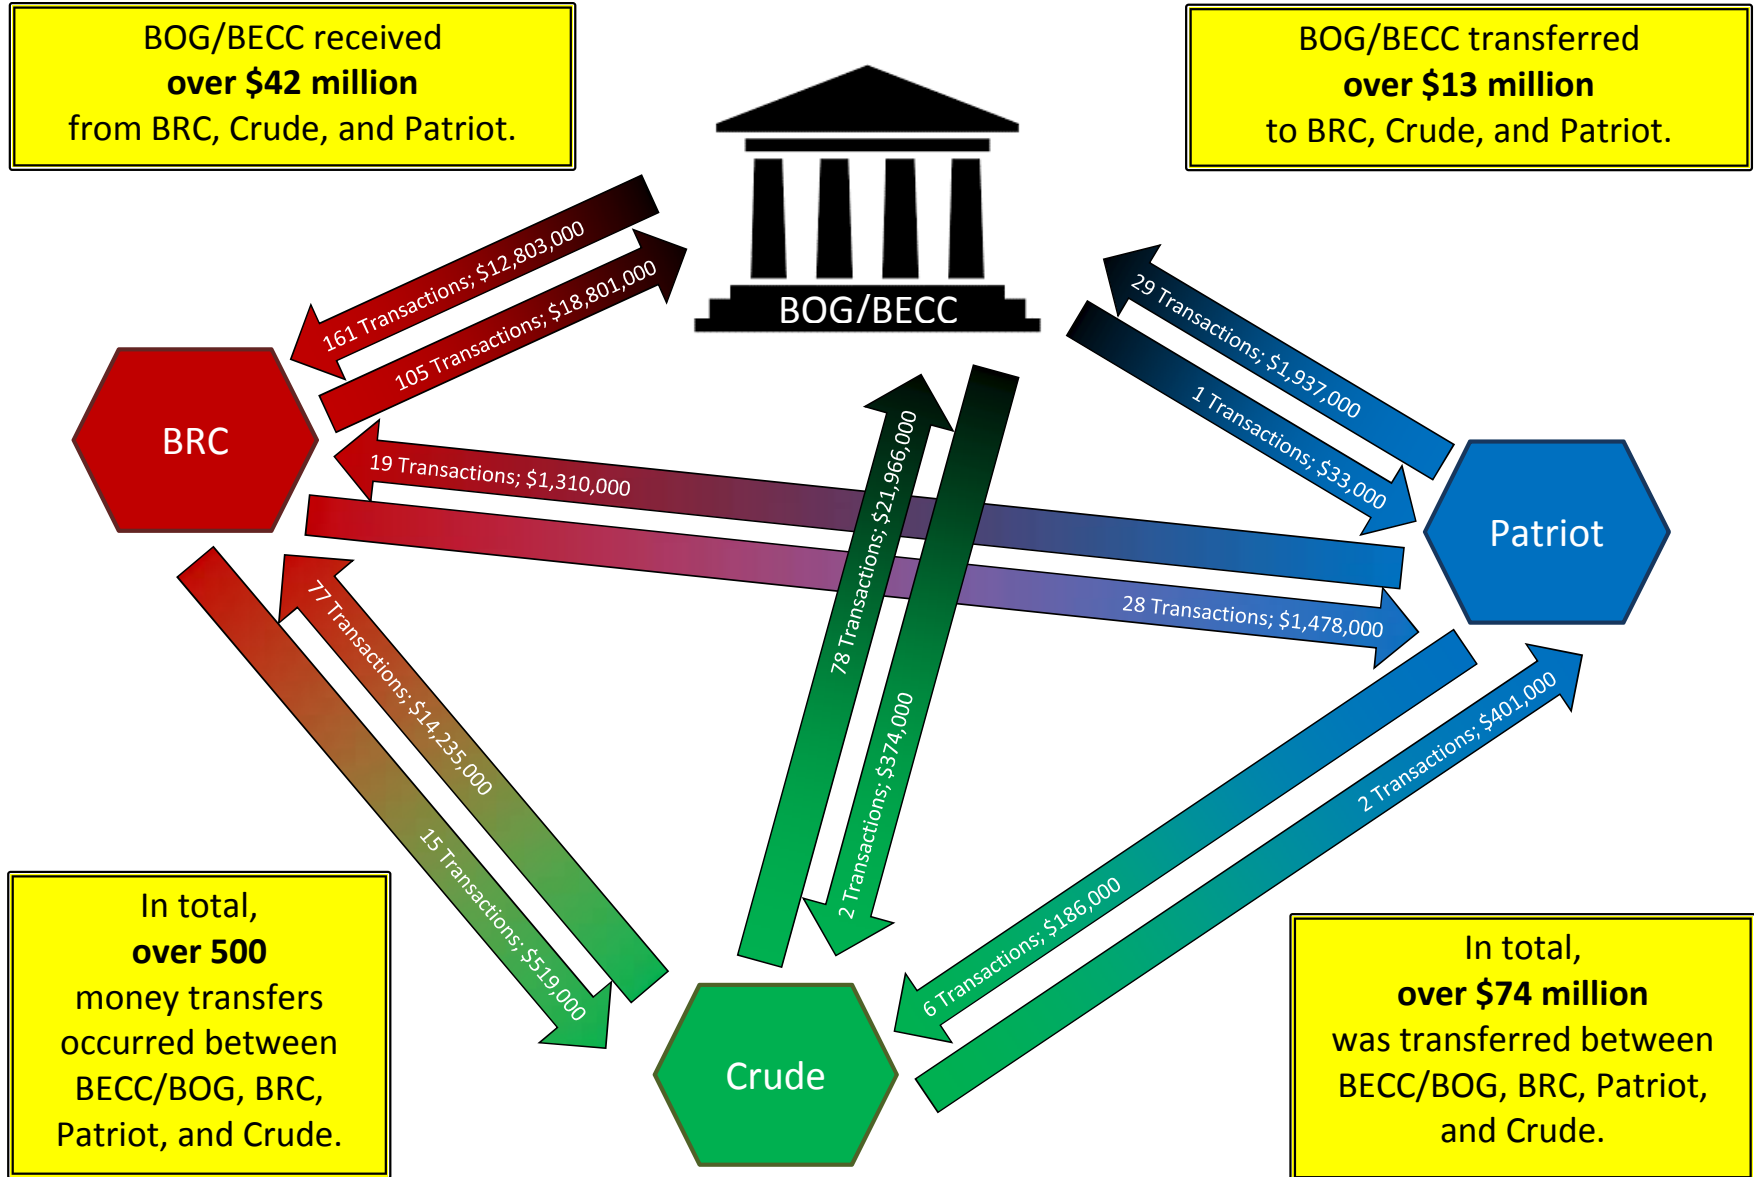 BOG/BECC received
over $42 million
from BRC, Crude, and Patriot.
BOG/BECC transferred
over $13 million
to BRC, Crude, and Patriot.
BOG/BECC
161 Transactions; $12,803,000
105 Transactions; $18,801,000
29 Transactions; $1,937,000
1 Transactions; $33,000
BRC
19 Transactions; $1,310,000
28 Transactions; $1,478,000
Patriot
78 Transactions; $21,966,000
2 Transactions; $374,000
77 Transactions; $14,235,000
15 Transactions; $519,000
6 Transactions; $186,000
2 Transactions; $401,000
Crude
In total,
over 500
money transfers
occurred between
BECC/BOG, BRC,
Patriot, and Crude.
In total,
over $74 million
was transferred between
BECC/BOG, BRC, Patriot,
and Crude.